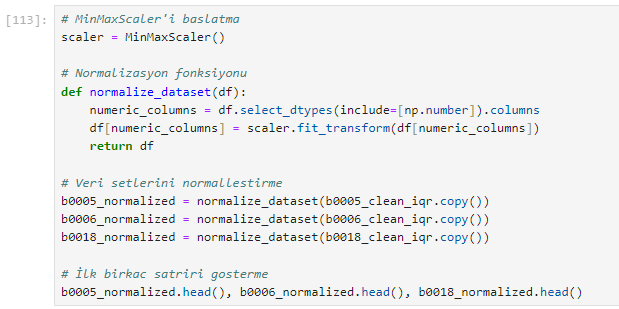 [113]: # MinMaxScaler'i baslatma
scaler = MinMaxScaler()

# Normalizasyon fonksiyonu
def normalize_dataset(df):
    numeric_columns = df.select_dtypes(include=[np.number]).columns
    df[numeric_columns] = scaler.fit_transform(df[numeric_columns])
    return df

# Veri setlerini normallestirme
b0005_normalized = normalize_dataset(b0005_clean_iqr.copy())
b0006_normalized = normalize_dataset(b0006_clean_iqr.copy())
b0018_normalized = normalize_dataset(b0018_clean_iqr.copy())

# İlk birkac satriri gosterme
b0005_normalized.head(), b0006_normalized.head(), b0018_normalized.head()